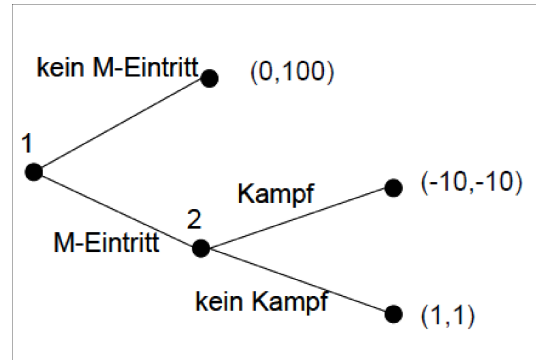 kein M-Eintritt
(0,100)
1
Kampf
(-10,-10)
2
M-Eintritt
kein Kampf
(1,1)